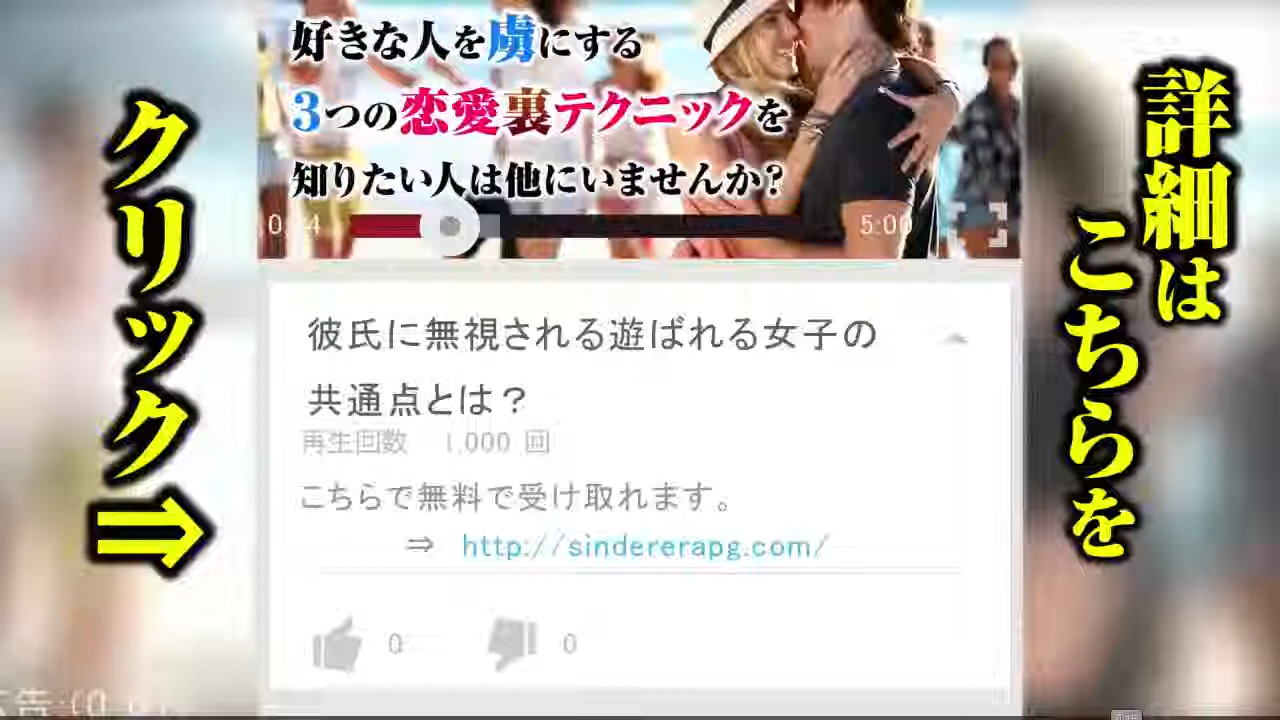 好きな人を虜にする
3つの恋愛裏テクニックを
知りたい人は他にいませんか?
5:00
彼氏に無視される遊ばれる女子の
共通点とは?
再生回数 1,000 回
こちらで無料で受け取れます。
⇒ http://sindererapg.com/
0 0
詳細は
こちらを
クリック⇒